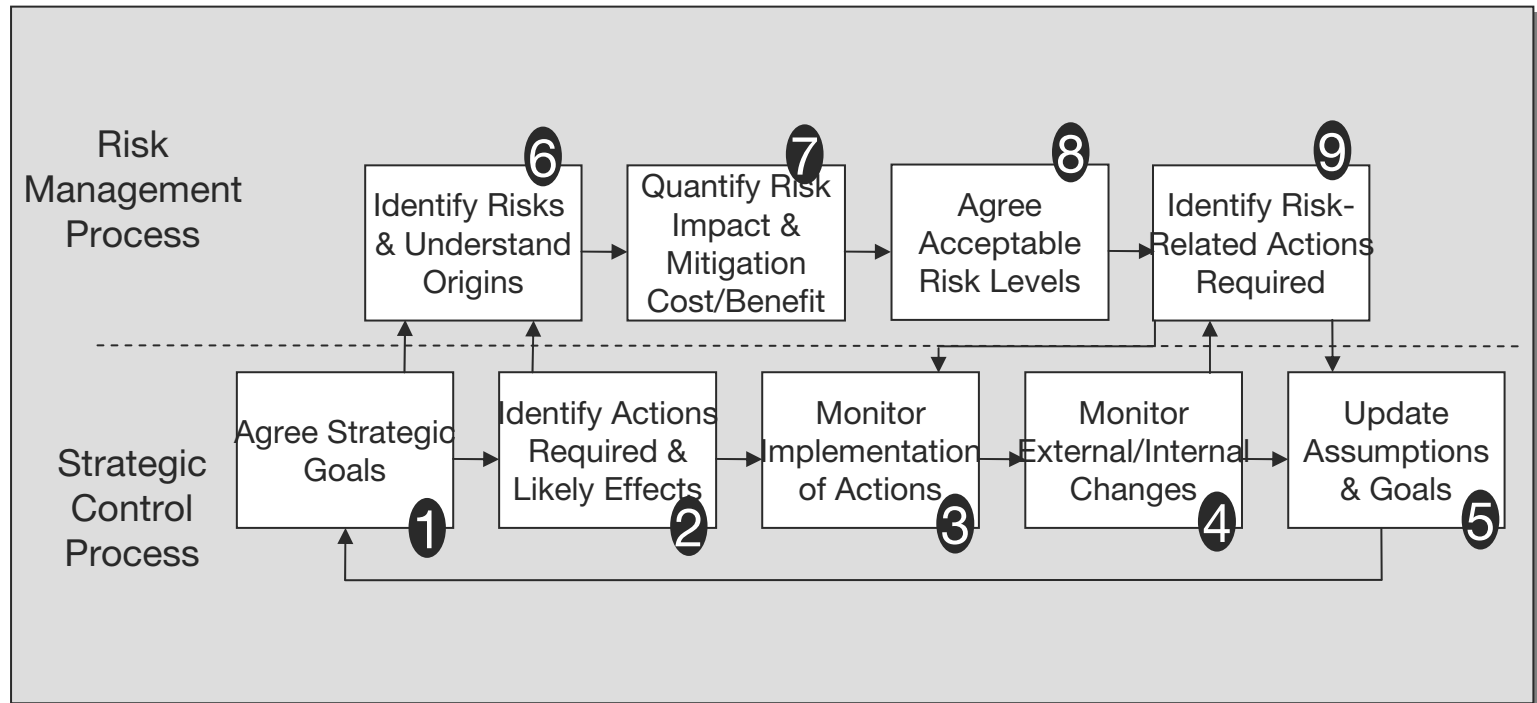 Risk
Management
Process
6
Identify Risks
& Understand
Origins
7
Quantify Risk
Impact &
Mitigation
Cost/Benefit
8
Agree
Acceptable
Risk Levels
9
Identify Risk-
Related Actions
Required
Strategic
Control
Process
Agree Strategic
Goals
1
Identify Actions
Required &
Likely Effects
2
Monitor
Implementation
of Actions
3
Monitor
External/Internal
Changes
4
Update
Assumptions
& Goals
5